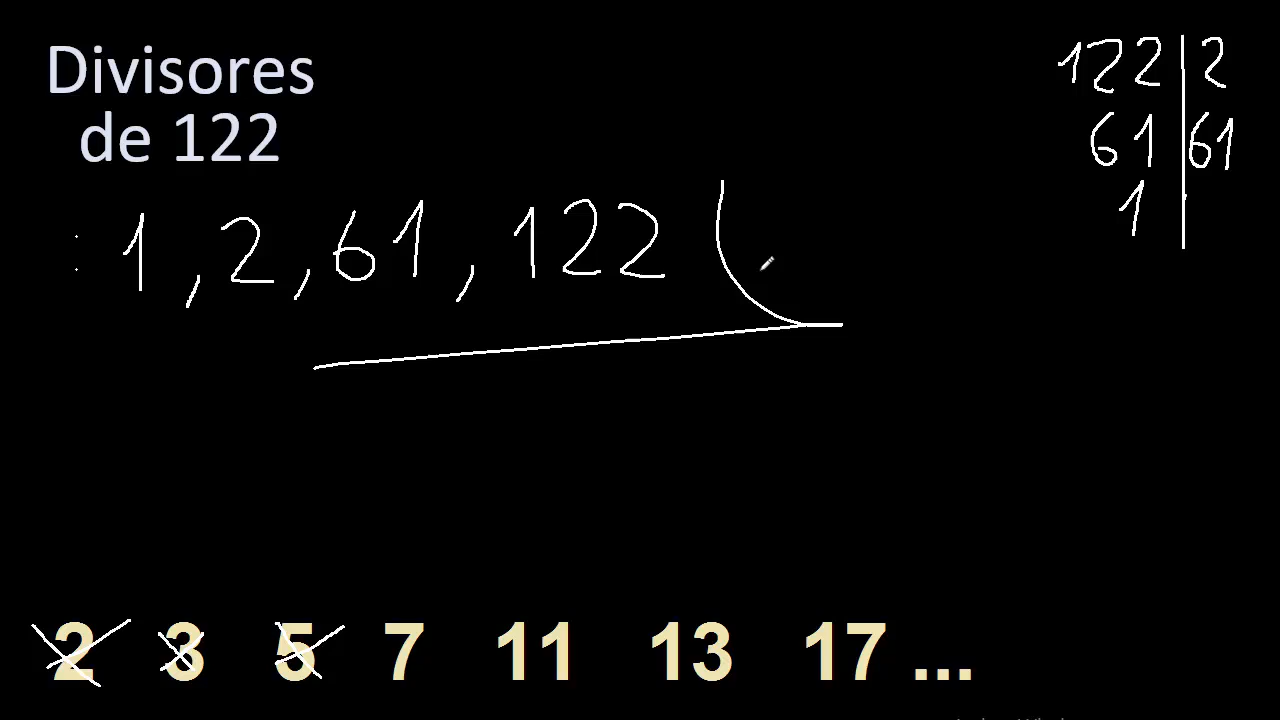 Divisores
de 122
: 1 , 2 , 61 , 122
122 | 2
61 | 61
1
2 3 5 7 11 13 17 ...